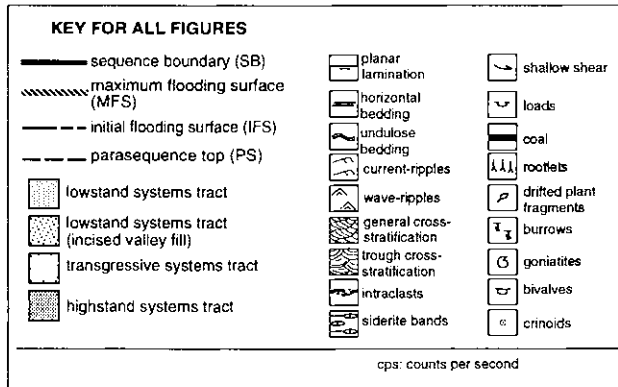 KEY FOR ALL FIGURES
sequence boundary (SB)
maximum flooding surface
(MFS)
initial flooding surface (IFS)
parasequence top (PS)
lowstand systems tract
lowstand systems tract
(incised valley fill)
transgressive systems tract
highstand systems tract
planar
lamination
horizontal
bedding
undulose
bedding
current-ripples
wave-ripples
general cross-
stratification
trough cross-
stratification
intraclasts
siderite bands
shallow shear
loads
coal
rootlets
drifted plant
fragments
burrows
goniatites
bivalves
crinoids
cps: counts per second